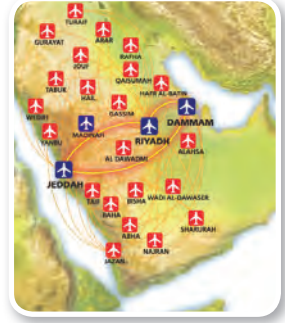 TURAIF
GURAYAT
ARAR
RAFHA
JOUF
TABUK
QAISUMAH
HAIL
HAFR AL-BATIN
WEDJH
GASSIM
DAMMAM
YANBU
MADINAH
RIYADH
AL DAWADMI
ALAHSA
JEDDAH
TAIF
BISHA
WADI AL-DAWASER
BAHA
SHARURAH
ABHA
NAJRAN
JAZAN